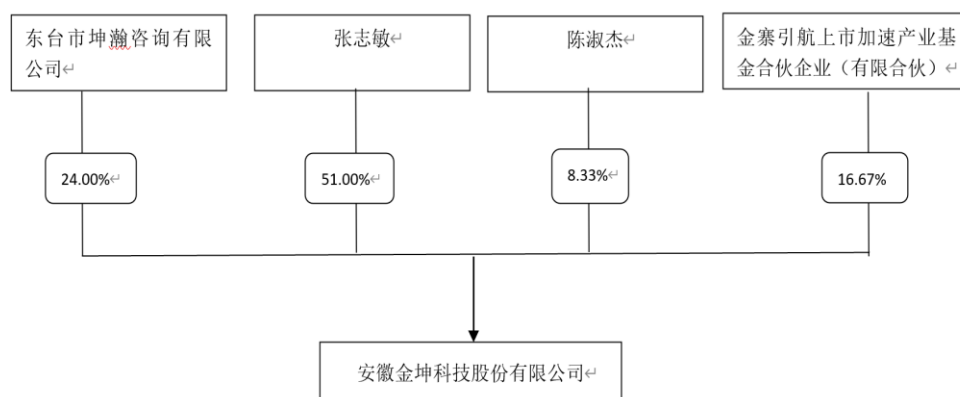 东台市坤瀚咨询有限
公司
张志敏
陈淑杰
金寨引航上市加速产业基
金合伙企业（有限合伙）
24.00%
51.00%
8.33%
16.67%
安徽金坤科技股份有限公司